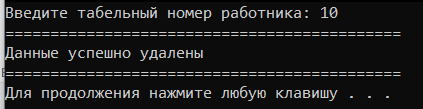 Введите табельный номер работника: 10
============================================
Данные успешно удалены
============================================
Для продолжения нажмите любую клавишу . . .